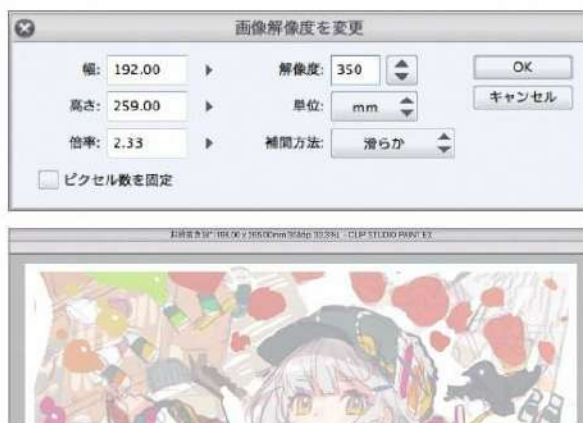 画像解像度を変更
幅: 192.00 解像度: 350 OK
高さ: 259.00 単位: mm キャンセル
倍率: 2.33 補間方法: 滑らか
ピクセル数を固定
CLIP STUDIO PAINT EX